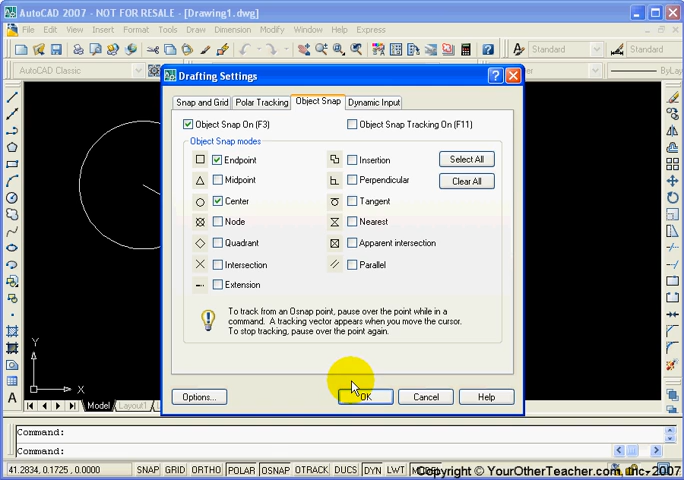 AutoCAD 2007 - NOT FOR RESALE - [Drawing1.dwg]
File Edit View Insert Format Tools Draw Dimension Modify Window Help Express
Standard
Standard
AutoCAD Classic
ByLay
Drafting Settings
Snap and Grid Polar Tracking Object Snap Dynamic Input
Object Snap On (F3) Object Snap Tracking On (F11)
Object Snap modes
Endpoint Insertion Select All
Midpoint Perpendicular Clear All
Center Tangent
Node Nearest
Quadrant Apparent intersection
Intersection Parallel
Extension
To track from an Osnap point, pause over the point while in a
command. A tracking vector appears when you move the cursor.
To stop tracking, pause over the point again.
Options... OK Cancel Help
Y
X
Model Layout1
Command:
Command:
41.2834, 0.1725, 0.0000 SNAP GRID ORTHO POLAR OSNAP OTRACK DUCS DYN LWT MODEL
Copyright © YourOtherTeacher.com, Inc. 2007